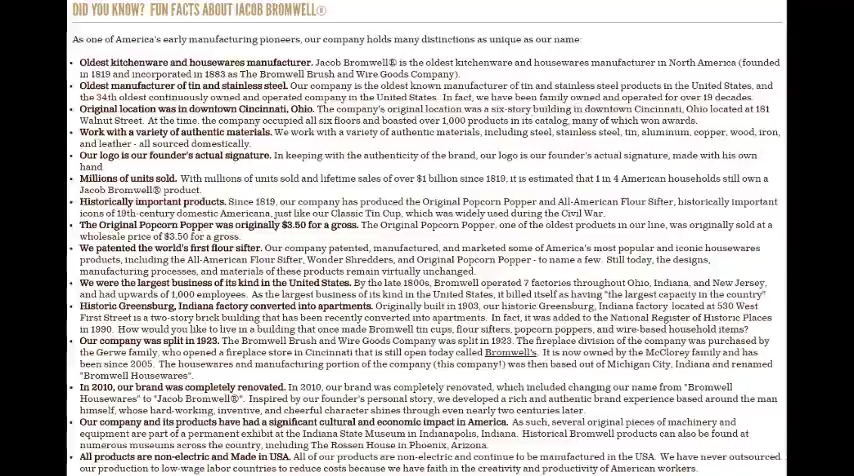 DID YOU KNOW? FUN FACTS ABOUT JACOB BROMWELL®
As one of America's early manufacturing pioneers, our company holds many distinctions as unique as our name:
• Oldest kitchenware and housewares manufacturer. Jacob Bromwell® is the oldest kitchenware and housewares manufacturer in North America (founded
in 1819 and incorporated in 1883 as The Bromwell Brush and Wire Goods Company).
• Oldest manufacturer of tin and stainless steel. Our company is the oldest known manufacturer of tin and stainless steel products in the United States, and
the 34th oldest continuously owned and operated company in the United States. In fact, we have been family owned and operated for over 19 decades.
• Original location was in downtown Cincinnati, Ohio. The company's original location was a six-story building in downtown Cincinnati, Ohio located at 181
Walnut Street. At the time, the company occupied all six floors and boasted over 1,000 products in its catalog, many of which won awards.
• Work with a variety of authentic materials. We work with a variety of authentic materials, including steel, stainless steel, tin, aluminum, copper, wood, iron,
and leather - all sourced domestically.
• Our logo is our founder's actual signature. In keeping with the authenticity of the brand, our logo is our founder's actual signature, made with his own
hand.
• Millions of units sold. With millions of units sold and lifetime sales of over $1 billion since 1819, it is estimated that 1 in 4 American households still own a
Jacob Bromwell® product.
• Historically important products. Since 1819, our company has produced the Original Popcorn Popper and All-American Flour Sifter, historically important
icons of 19th-century domestic Americana, just like our Classic Tin Cup, which was widely used during the Civil War.
• The Original Popcorn Popper was originally $3.50 for a gross. The Original Popcorn Popper, one of the oldest products in our line, was originally sold at a
wholesale price of $3.50 for a gross.
• We patented the world's first flour sifter. Our company patented, manufactured, and marketed some of America's most popular and iconic housewares
products, including the All-American Flour Sifter, Wonder Shredders, and Original Popcorn Popper - to name a few. Still today, the designs,
manufacturing processes, and materials of these products remain virtually unchanged.
• We were the largest business of its kind in the United States. By the late 1800s, Bromwell operated 7 factories throughout Ohio, Indiana, and New Jersey,
and had upwards of 1,000 employees. As the largest business of its kind in the United States, it billed itself as having "the largest capacity in the country"
• Historic Greensburg, Indiana factory converted into apartments. Originally built in 1903, our historic Greensburg, Indiana factory located at 530 West
First Street is a two-story brick building that has been recently converted into apartments. In fact, it was added to the National Register of Historic Places
in 1990. How would you like to live in a building that once made Bromwell tin cups, flour sifters, popcorn poppers, and wire-based household items?
• Our company was split in 1923. The Bromwell Brush and Wire Goods Company was split in 1923. The fireplace division of the company was purchased by
the Gerwe family, who opened a fireplace store in Cincinnati that is still open today called Bromwell's. It is now owned by the McClorey family and has
been since 2005. The housewares and manufacturing portion of the company (this company!) was then based out of Michigan City, Indiana and renamed
"Bromwell Housewares".
• In 2010, our brand was completely renovated. In 2010, our brand was completely renovated, which included changing our name from "Bromwell
Housewares" to "Jacob Bromwell®". Inspired by our founder's personal story, we developed a rich and authentic brand experience based around the man
himself, whose hard-working, inventive, and cheerful character shines through even nearly two centuries later.
• Our company and its products have had a significant cultural and economic impact in America. As such, several original pieces of machinery and
equipment are part of a permanent exhibit at the Indiana State Museum in Indianapolis, Indiana. Historical Bromwell products can also be found at
numerous museums across the country, including The Rossen House in Phoenix, Arizona.
• All products are non-electric and Made in USA. All of our products are non-electric and continue to be manufactured in the USA. We have never outsourced
our production to low-wage labor countries to reduce costs because we have faith in the creativity and productivity of American workers.